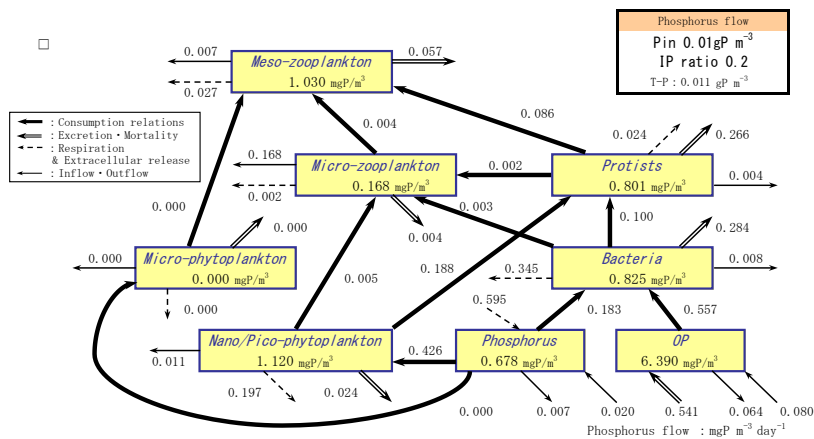 Phosphorus flow
Pin 0.01gP m⁻³
IP ratio 0.2
T-P : 0.011 gP m⁻³
□
0.007
Meso-zooplankton
1.030 mgP/m³
0.057
0.027
: Consumption relations
: Excretion・Mortality
: Respiration
& Extracellular release
: Inflow・Outflow
0.086
0.004
0.024
0.266
0.168
Micro-zooplankton
0.168 mgP/m³
0.002
0.002
Protists
0.801 mgP/m³
0.004
0.000
0.003
0.100
0.000
0.004
0.284
0.000
Micro-phytoplankton
0.000 mgP/m³
0.005
0.188
0.345
Bacteria
0.825 mgP/m³
0.008
0.000
0.595
0.183
0.557
Nano/Pico-phytoplankton
1.120 mgP/m³
0.011
0.426
Phosphorus
0.678 mgP/m³
OP
6.390 mgP/m³
0.197
0.024
0.000
0.007
0.020
0.541
0.064
0.080
Phosphorus flow : mgP m⁻³ day⁻¹